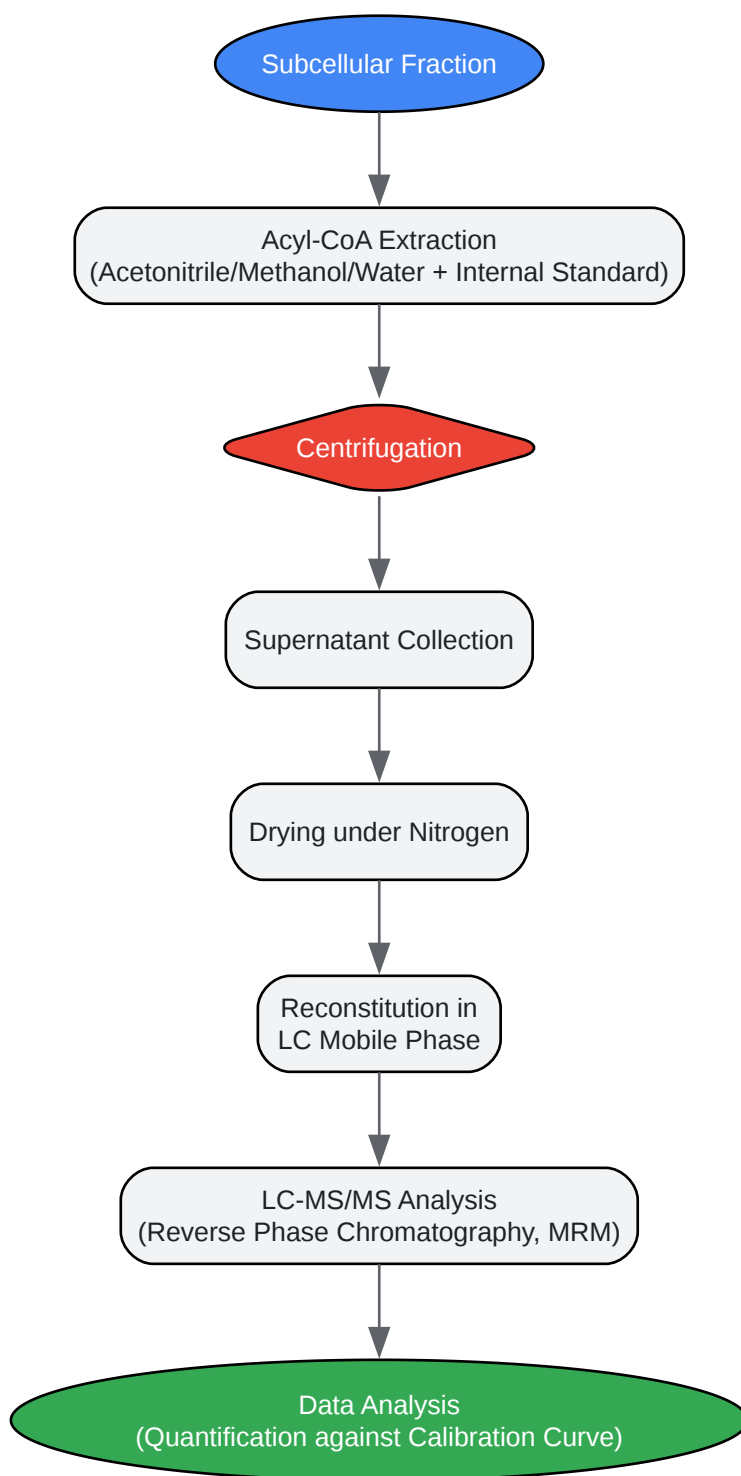 Subcellular Fraction
Acyl-CoA Extraction
(Acetonitrile/Methanol/Water + Internal Standard)
Centrifugation
Supernatant Collection
Drying under Nitrogen
Reconstitution in
LC Mobile Phase
LC-MS/MS Analysis
(Reverse Phase Chromatography, MRM)
Data Analysis
(Quantification against Calibration Curve)